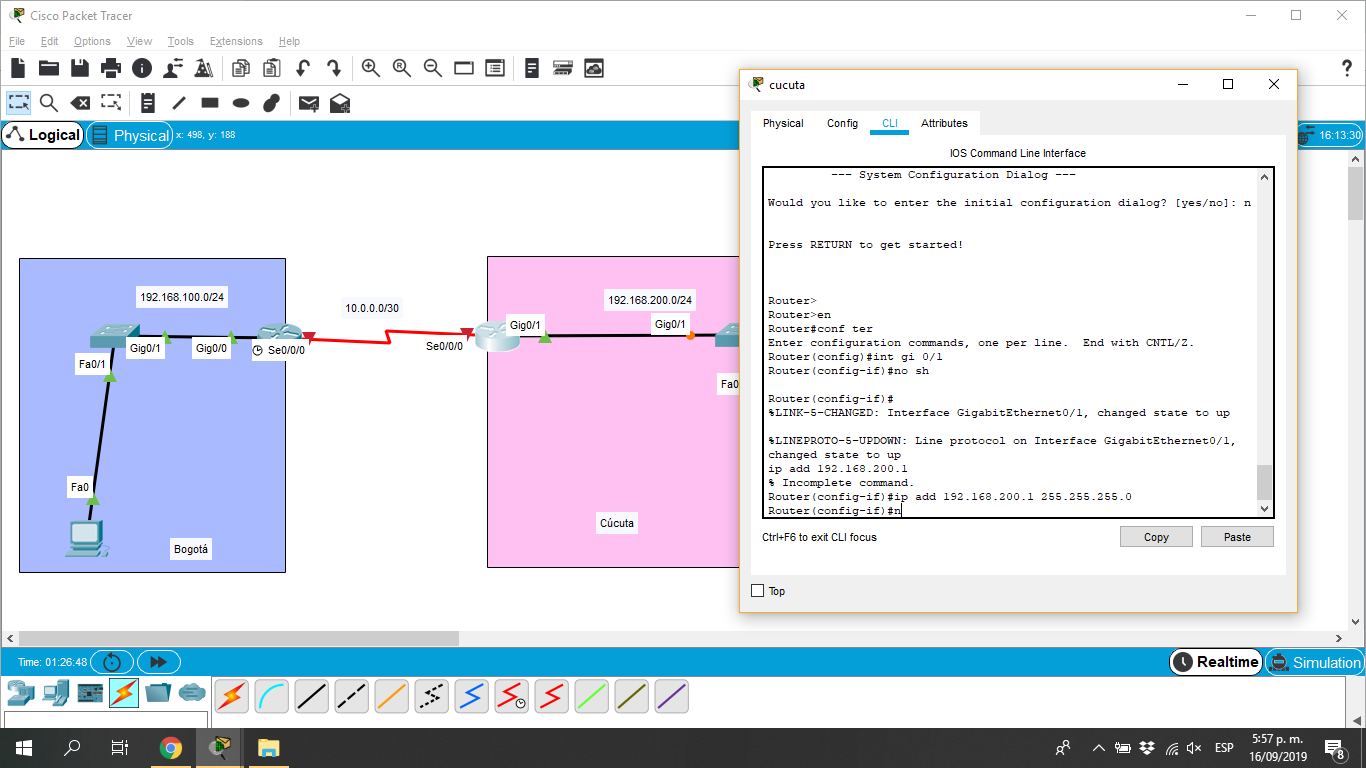 Cisco Packet Tracer
File Edit Options View Tools Extensions Help
?
Logical
Physical
x: 498, y: 188
16:13:30
192.168.100.0/24
Gig0/1
Gig0/0
Se0/0/0
Fa0/1
Fa0
Bogotá
10.0.0.0/30
Se0/0/0
192.168.200.0/24
Gig0/1
Gig0/1
Fa0
Cúcuta
cucuta
Physical Config CLI Attributes
IOS Command Line Interface
--- System Configuration Dialog ---
Would you like to enter the initial configuration dialog? [yes/no]: n
Press RETURN to get started!
Router>
Router>en
Router#conf ter
Enter configuration commands, one per line.  End with CNTL/Z.
Router(config)#int gi 0/1
Router(config-if)#no sh
Router(config-if)#
%LINK-5-CHANGED: Interface GigabitEthernet0/1, changed state to up
%LINEPROTO-5-UPDOWN: Line protocol on Interface GigabitEthernet0/1,
changed state to up
ip add 192.168.200.1
% Incomplete command.
Router(config-if)#ip add 192.168.200.1 255.255.255.0
Router(config-if)#n
Ctrl+F6 to exit CLI focus
Copy
Paste
Top
Time: 01:26:48
Realtime
Simulation
ESP
5:57 p. m.
16/09/2019
8